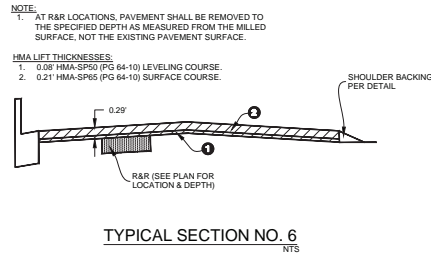 NOTE:
1. AT R&R LOCATIONS, PAVEMENT SHALL BE REMOVED TO
THE SPECIFIED DEPTH AS MEASURED FROM THE MILLED
SURFACE, NOT THE EXISTING PAVEMENT SURFACE.
HMA LIFT THICKNESSES:
1. 0.08' HMA-SP50 (PG 64-10) LEVELING COURSE.
2. 0.21' HMA-SP65 (PG 64-10) SURFACE COURSE.
SHOULDER BACKING
PER DETAIL
0.29'
2
1
R&R (SEE PLAN FOR
LOCATION & DEPTH)
TYPICAL SECTION NO. 6
NTS